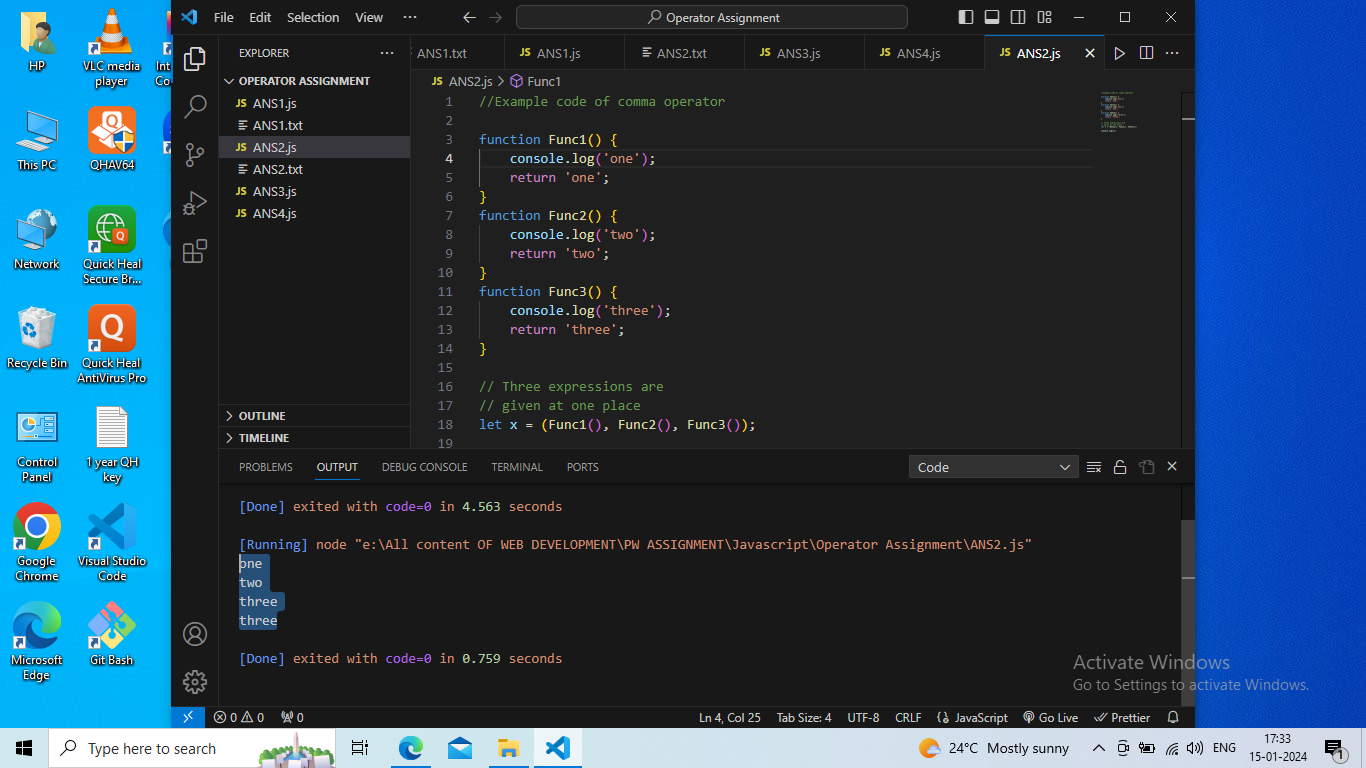 HP
VLC media
player
Int
Co
This PC
QHAV64
Network
Quick Heal
Secure Br...
Recycle Bin
Quick Heal
AntiVirus Pro
Control
Panel
1 year QH
key
Google
Chrome
Visual Studio
Code
Microsoft
Edge
Git Bash
File Edit Selection View ···
Operator Assignment
EXPLORER ···
OPERATOR ASSIGNMENT
JS ANS1.js
ANS1.txt
JS ANS2.js
ANS2.txt
JS ANS3.js
JS ANS4.js
OUTLINE
TIMELINE
ANS1.txt JS ANS1.js ANS2.txt JS ANS3.js JS ANS4.js JS ANS2.js ···
JS ANS2.js > Func1
1 //Example code of comma operator
2
3 function Func1() {
4 console.log('one');
5 return 'one';
6 }
7 function Func2() {
8 console.log('two');
9 return 'two';
10 }
11 function Func3() {
12 console.log('three');
13 return 'three';
14 }
15
16 // Three expressions are
17 // given at one place
18 let x = (Func1(), Func2(), Func3());
19
PROBLEMS OUTPUT DEBUG CONSOLE TERMINAL PORTS Code
[Done] exited with code=0 in 4.563 seconds
[Running] node "e:\All content OF WEB DEVELOPMENT\PW ASSIGNMENT\Javascript\Operator Assignment\ANS2.js"
one
two
three
three
[Done] exited with code=0 in 0.759 seconds
Activate Windows
Go to Settings to activate Windows.
0 0 0 Ln 4, Col 25 Tab Size: 4 UTF-8 CRLF JavaScript Go Live Prettier
Type here to search 24°C Mostly sunny ENG 17:33
15-01-2024
1